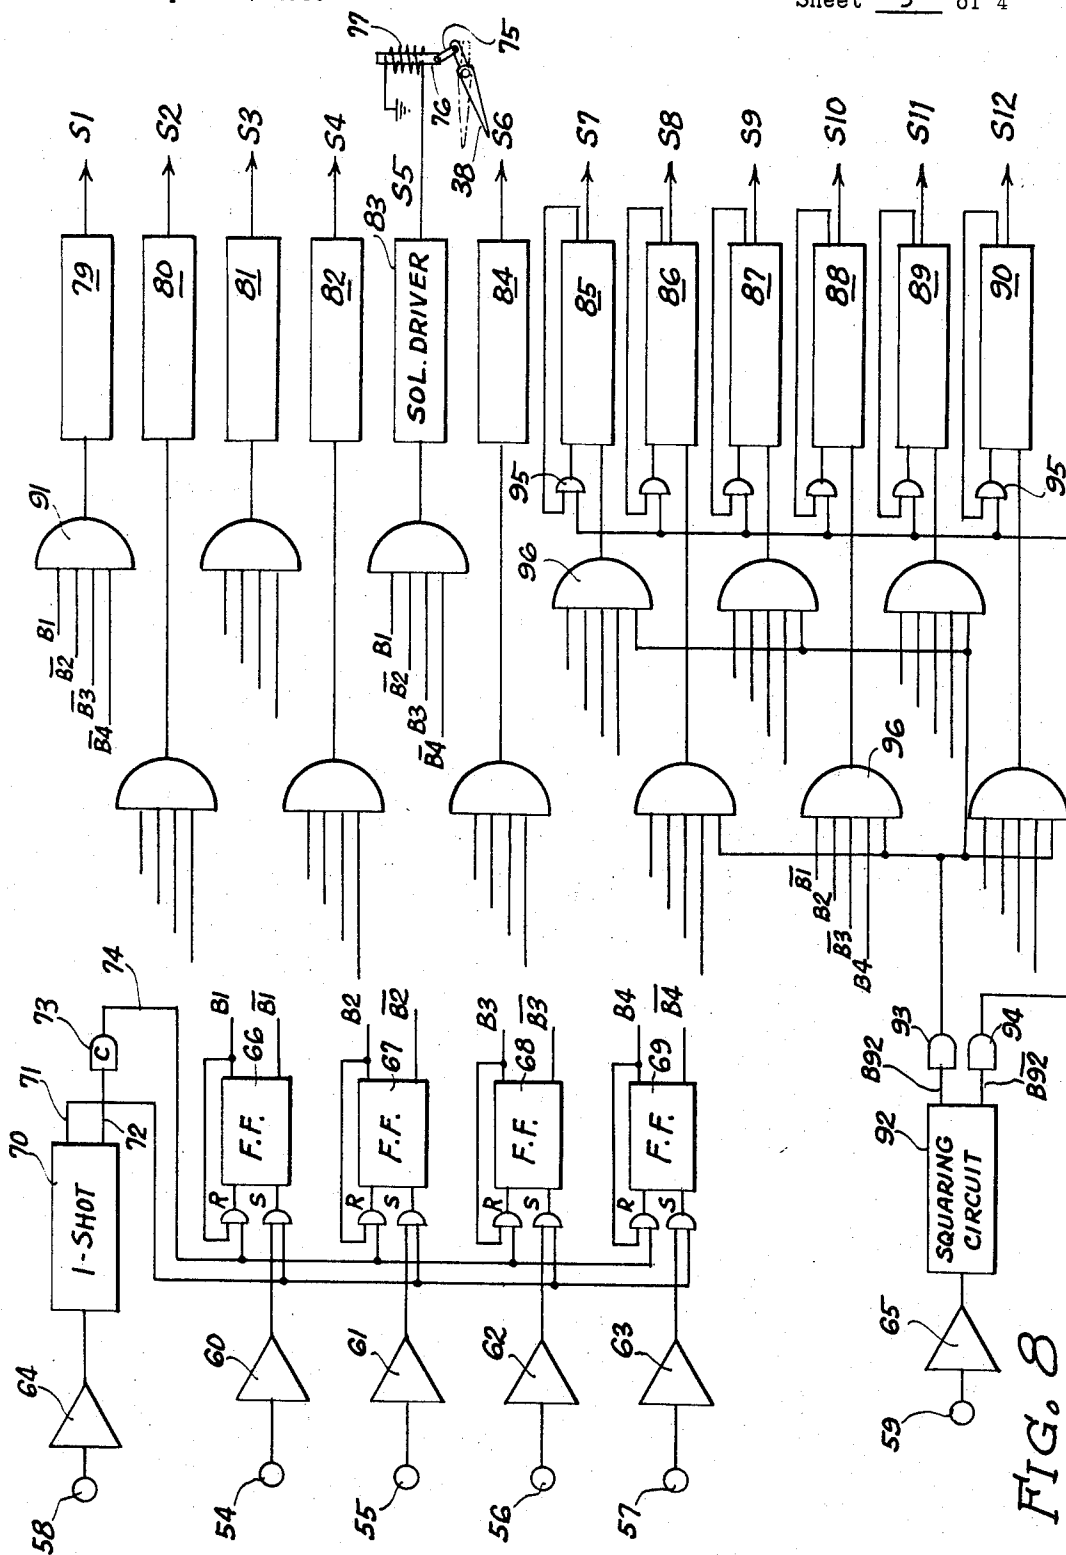 Sheet 3 of 4
77
75
76
38
S1
S2
S3
S4
S5
S6
S7
S8
S9
S10
S11
S12
79
80
81
82
83
SOL. DRIVER
84
85
86
87
88
89
90
95
95
91
B1
B̅2̅
B̅3̅
B̅4̅
B1
B̅2̅
B3
B̅4̅
96
96
B̅1̅
B2
B̅3̅
B4
74
73
C
71
72
70
1-SHOT
64
58
B1
B̅1̅
66
F.F.
R
S
60
54
B2
B̅2̅
67
F.F.
R
S
61
55
B3
B̅3̅
68
F.F.
R
S
62
56
B4
B̅4̅
69
F.F.
R
S
63
57
93
94
B92
B̅9̅2̅
92
SQUARING
CIRCUIT
65
59
FIG. 8